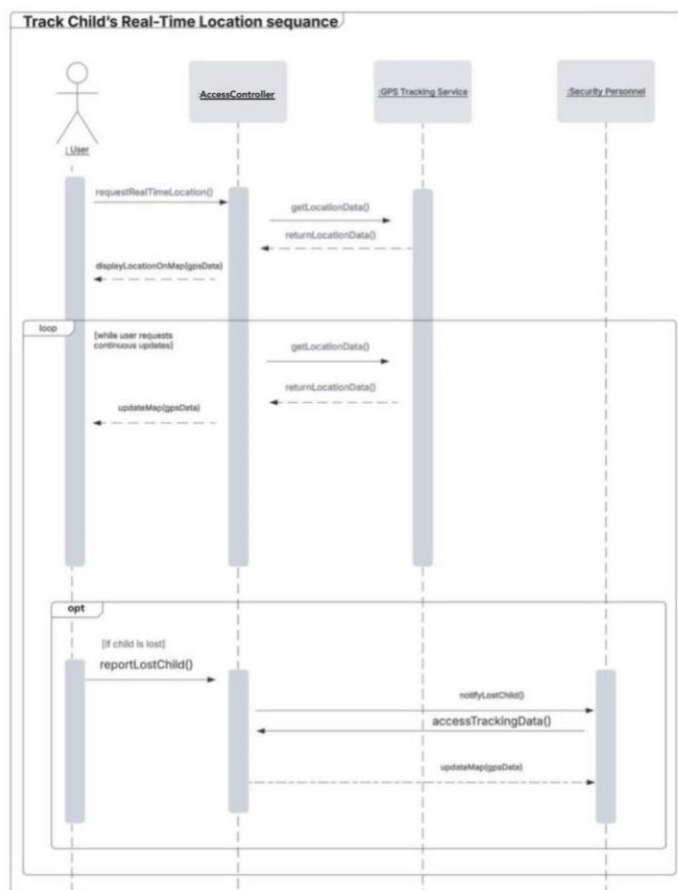 Track Child's Real-Time Location sequance
: User
:AccessController
:GPS Tracking Service
:Security Personnel
requestRealTimeLocation()
getLocationData()
returnLocationData()
displayLocationOnMap(gpsData)
loop
[while user requests
continuous updates]
getLocationData()
returnLocationData()
updateMap(gpsData)
opt
[if child is lost]
reportLostChild()
notifyLostChild()
accessTrackingData()
updateMap(gpsData)